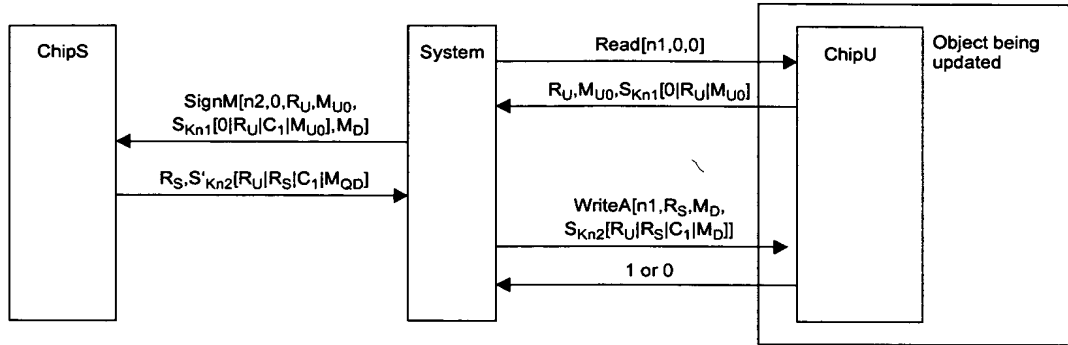 ChipS
System
ChipU
Object being
updated
Read[n1,0,0]
R_U,M_U0,S_Kn1[0|R_U|M_U0]
SignM[n2,0,R_U,M_U0,
S_Kn1[0|R_U|C_1|M_U0],M_D]
R_S,S'_Kn2[R_U|R_S|C_1|M_QD]
WriteA[n1,R_S,M_D,
S_Kn2[R_U|R_S|C_1|M_D]]
1 or 0